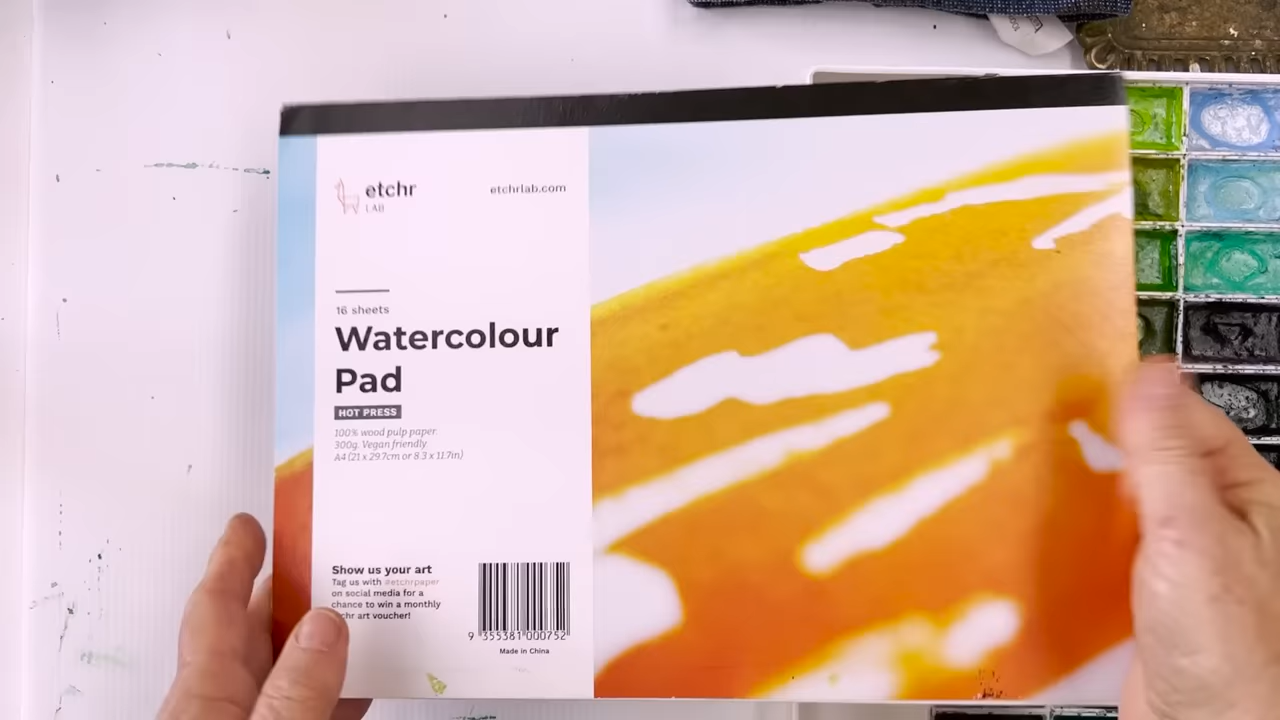 etchr
LAB
etchrlab.com
16 sheets
Watercolour
Pad
HOT PRESS
100% wood pulp paper.
300g. Vegan friendly
A4 (21 x 29.7cm or 8.3 x 11.7in)
Show us your art
Tag us with #etchrpaper
on social media for a
chance to win a monthly
art voucher!
9 355381 000752
Made in China